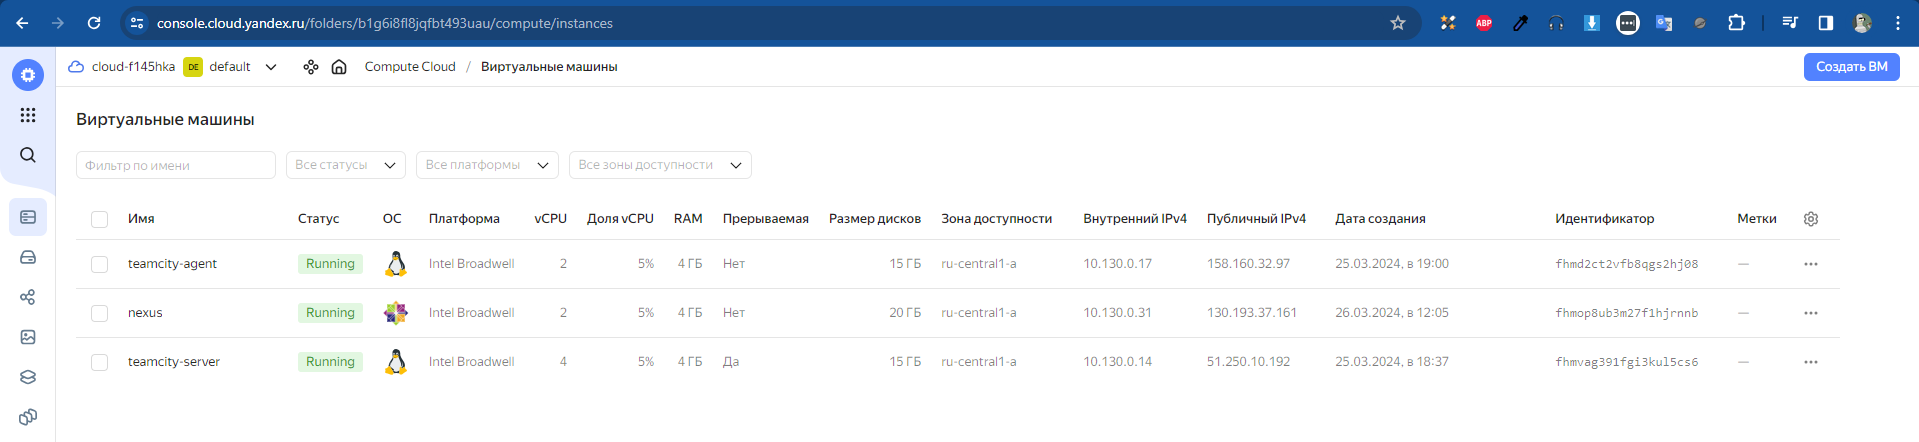 console.cloud.yandex.ru/folders/b1g6i8fl8jqfbt493uau/compute/instances
ABP
cloud-f145hka DE default Compute Cloud / Виртуальные машины Создать ВМ
Виртуальные машины
Фильтр по имени Все статусы Все платформы Все зоны доступности
Имя Статус ОС Платформа vCPU Доля vCPU RAM Прерываемая Размер дисков Зона доступности Внутренний IPv4 Публичный IPv4 Дата создания Идентификатор Метки
teamcity-agent Running Intel Broadwell 2 5% 4 ГБ Нет 15 ГБ ru-central1-a 10.130.0.17 158.160.32.97 25.03.2024, в 19:00 fhmd2ct2vfb8qgs2hj08 —
nexus Running Intel Broadwell 2 5% 4 ГБ Нет 20 ГБ ru-central1-a 10.130.0.31 130.193.37.161 26.03.2024, в 12:05 fhmop8ub3m27f1hjrnnb —
teamcity-server Running Intel Broadwell 4 5% 4 ГБ Да 15 ГБ ru-central1-a 10.130.0.14 51.250.10.192 25.03.2024, в 18:37 fhmvag391fgi3kul5cs6 —